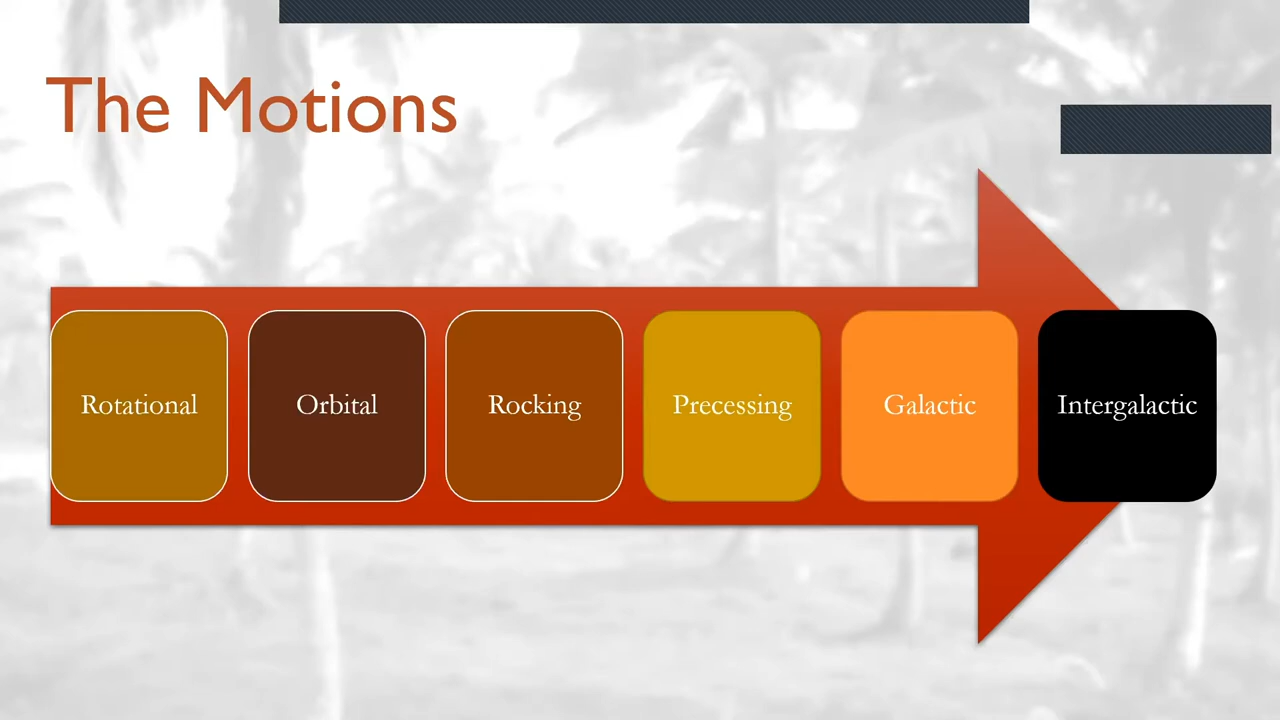 The Motions
Rotational
Orbital
Rocking
Precessing
Galactic
Intergalactic